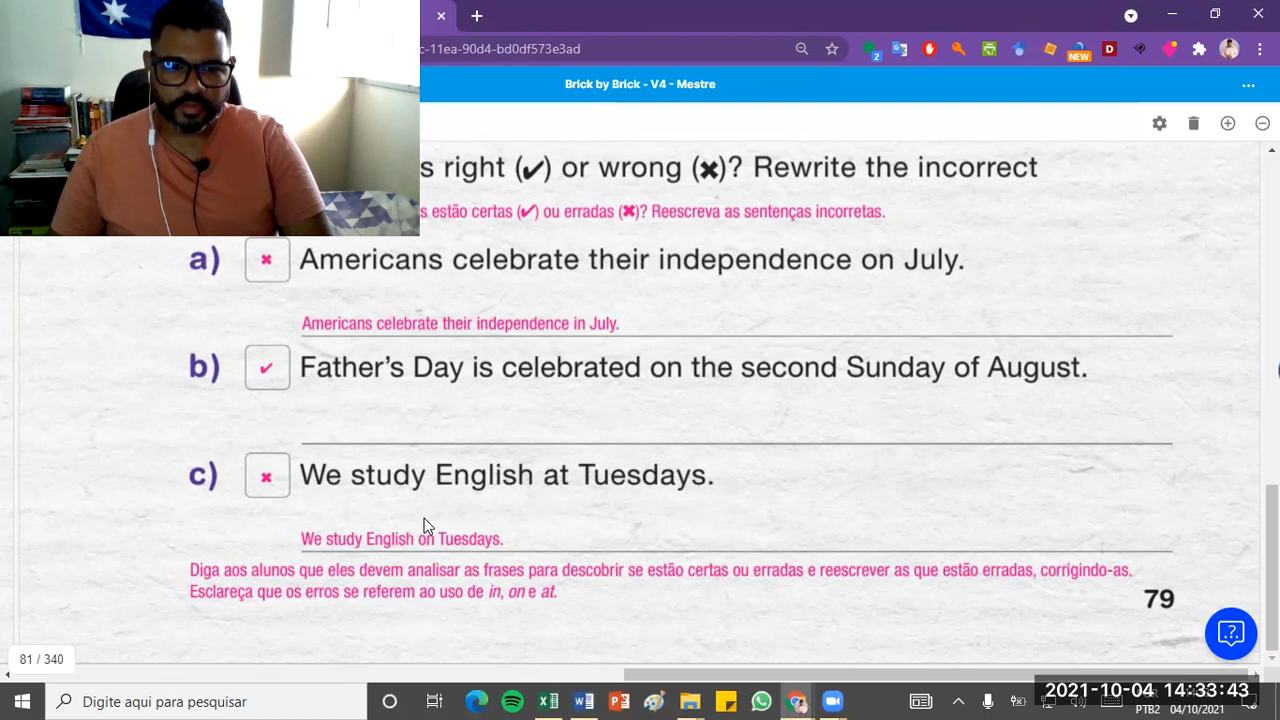 c-11ea-90d4-bd0df573e3ad
2
NEW
D
Brick by Brick - V4 - Mestre
s right (✔) or wrong (✖)? Rewrite the incorrect
s estão certas (✔) ou erradas (✖)? Reescreva as sentenças incorretas.
a) ✖ Americans celebrate their independence on July.
Americans celebrate their independence in July.
b) ✔ Father's Day is celebrated on the second Sunday of August.
c) ✖ We study English at Tuesdays.
We study English on Tuesdays.
Diga aos alunos que eles devem analisar as frases para descobrir se estão certas ou erradas e reescrever as que estão erradas, corrigindo-as.
Esclareça que os erros se referem ao uso de in, on e at.
79
81 / 340
Digite aqui para pesquisar
2021-10-04 14:33:43
PTB2 04/10/2021